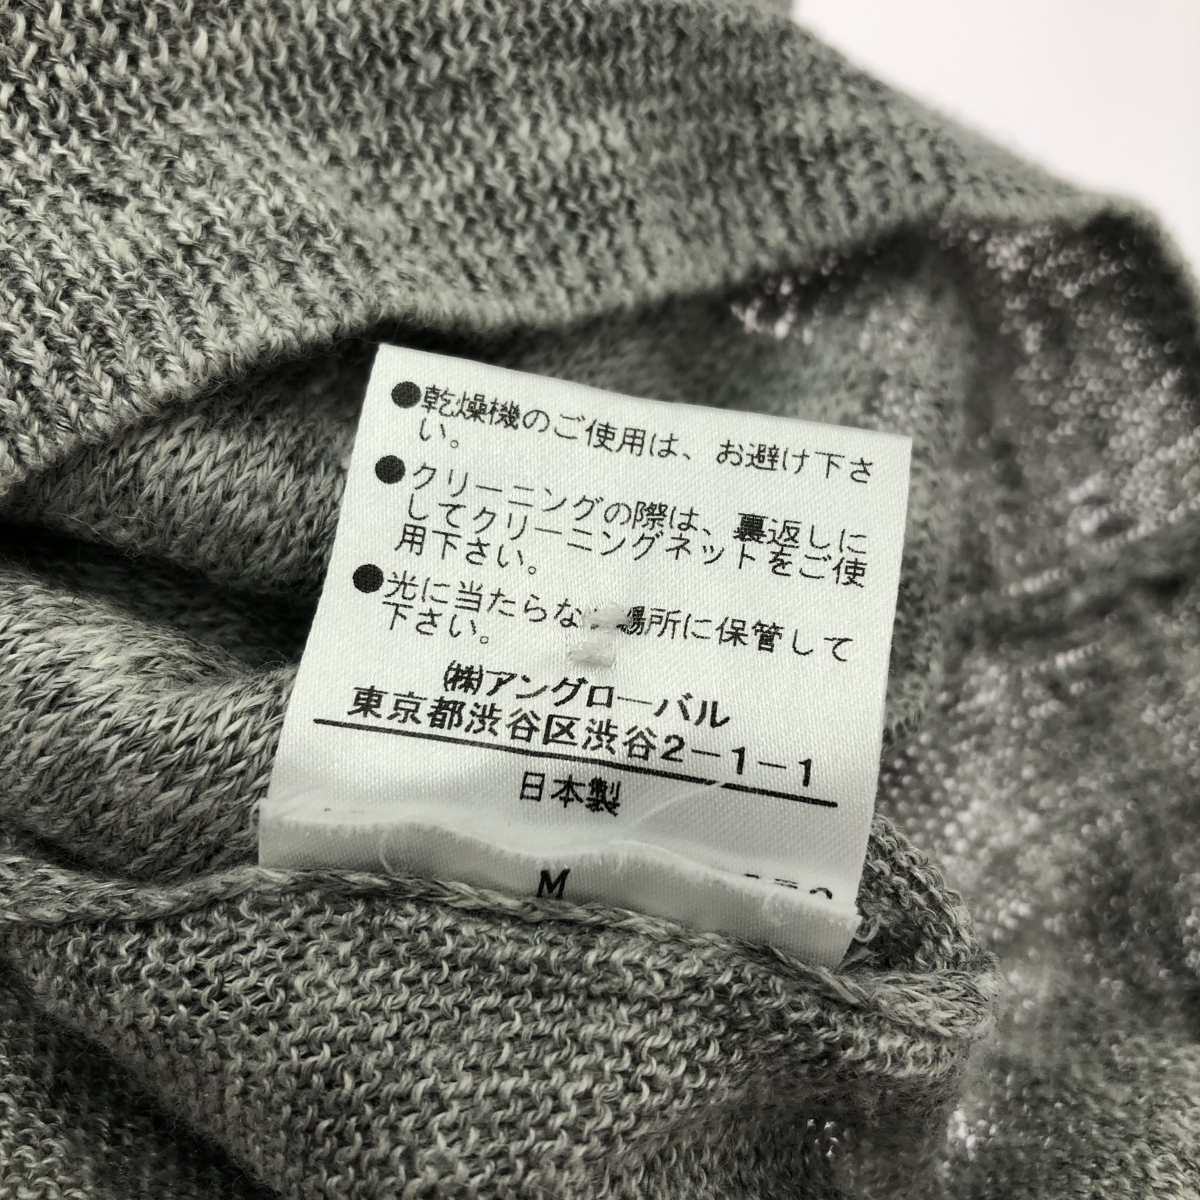 ●乾燥機のご使用は、お避け下さ
い。
●クリーニングの際は、裏返しに
してクリーニングネットをご使
用下さい。
●光に当たらな 場所に保管して
下さい。
㈱アングローバル
東京都渋谷区渋谷2-1-1
日本製
M